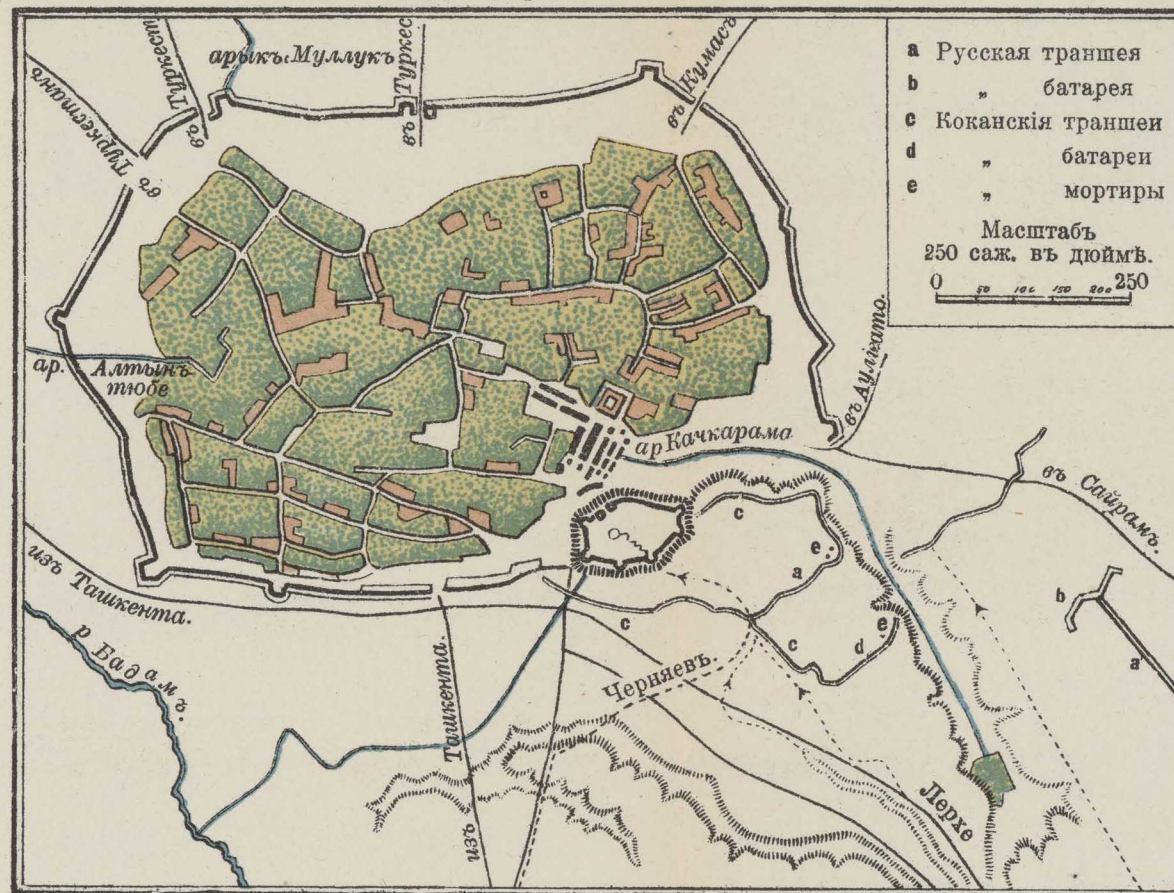 въ Туркестанъ
въ Туркест
арыкъ Муллукъ
въ Туркес
въ Кумасъ
a Русская траншея
b „ батарея
c Коканскія траншеи
d „ батареи
e „ мортиры
Масштабъ
250 саж. въ дюймѣ.
0 50 100 150 200 250
ар. Алтынъ
тюбе
въ Ауліеато.
ар Качкарама
въ Сайрамъ.
изъ Ташкента.
р Бадамъ.
изъ Ташкента.
Черняевъ
Лерхе
c
e
a
c
c
d
e
b
a